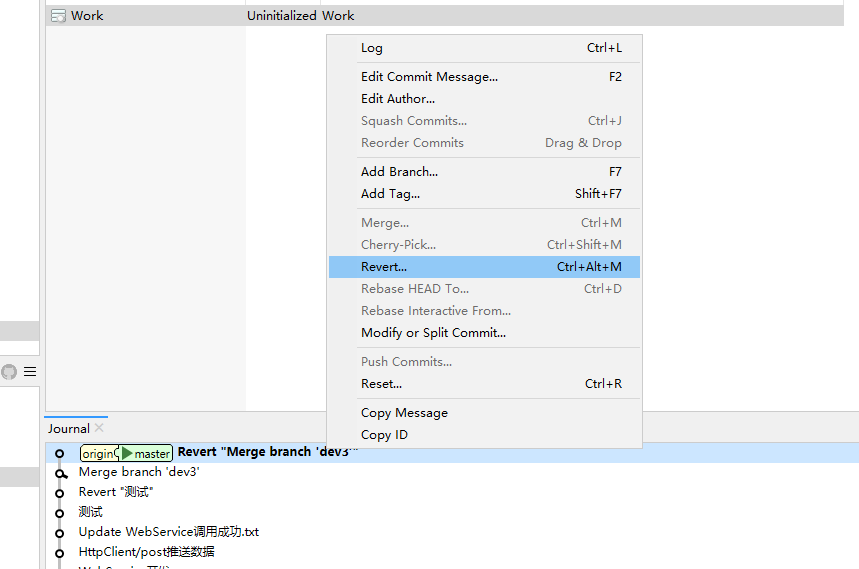 Work Uninitialized Work
Log Ctrl+L
Edit Commit Message... F2
Edit Author...
Squash Commits... Ctrl+J
Reorder Commits Drag & Drop
Add Branch... F7
Add Tag... Shift+F7
Merge... Ctrl+M
Cherry-Pick... Ctrl+Shift+M
Revert... Ctrl+Alt+M
Rebase HEAD To... Ctrl+D
Rebase Interactive From...
Modify or Split Commit...
Push Commits...
Reset... Ctrl+R
Copy Message
Copy ID
Journal
origin master Revert "Merge branch 'dev3'"
Merge branch 'dev3'
Revert "测试"
测试
Update WebService调用成功.txt
HttpClient/post推送数据